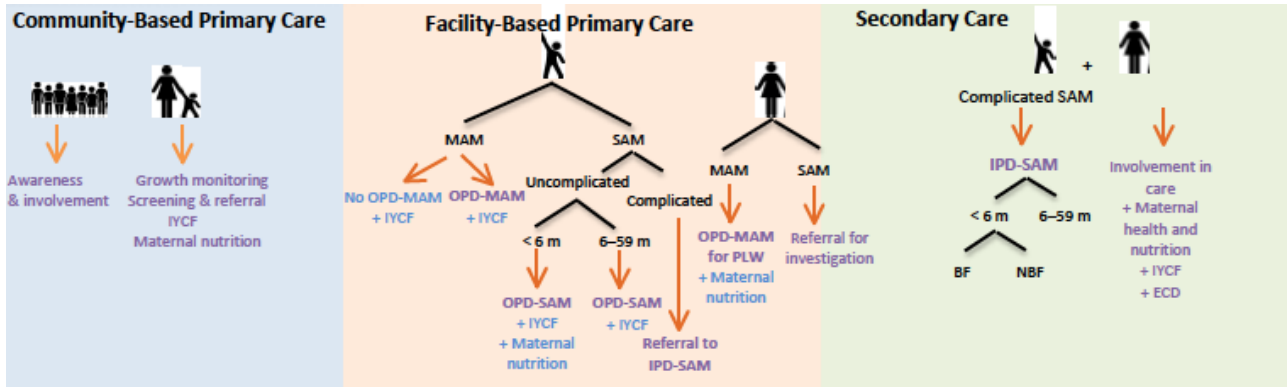 Community-Based Primary Care
Awareness
& involvement
Growth monitoring
Screening & referral
IYCF
Maternal nutrition
Facility-Based Primary Care
MAM
SAM
No OPD-MAM
+ IYCF
OPD-MAM
+ IYCF
Uncomplicated
Complicated
< 6 m
6–59 m
OPD-SAM
+ IYCF
+ Maternal
nutrition
OPD-SAM
+ IYCF
Referral to
IPD-SAM
MAM
SAM
OPD-MAM
for PLW
+ Maternal
nutrition
Referral for
investigation
Secondary Care
+
Complicated SAM
IPD-SAM
< 6 m
6–59 m
BF
NBF
Involvement in
care
+ Maternal
health and
nutrition
+ IYCF
+ ECD